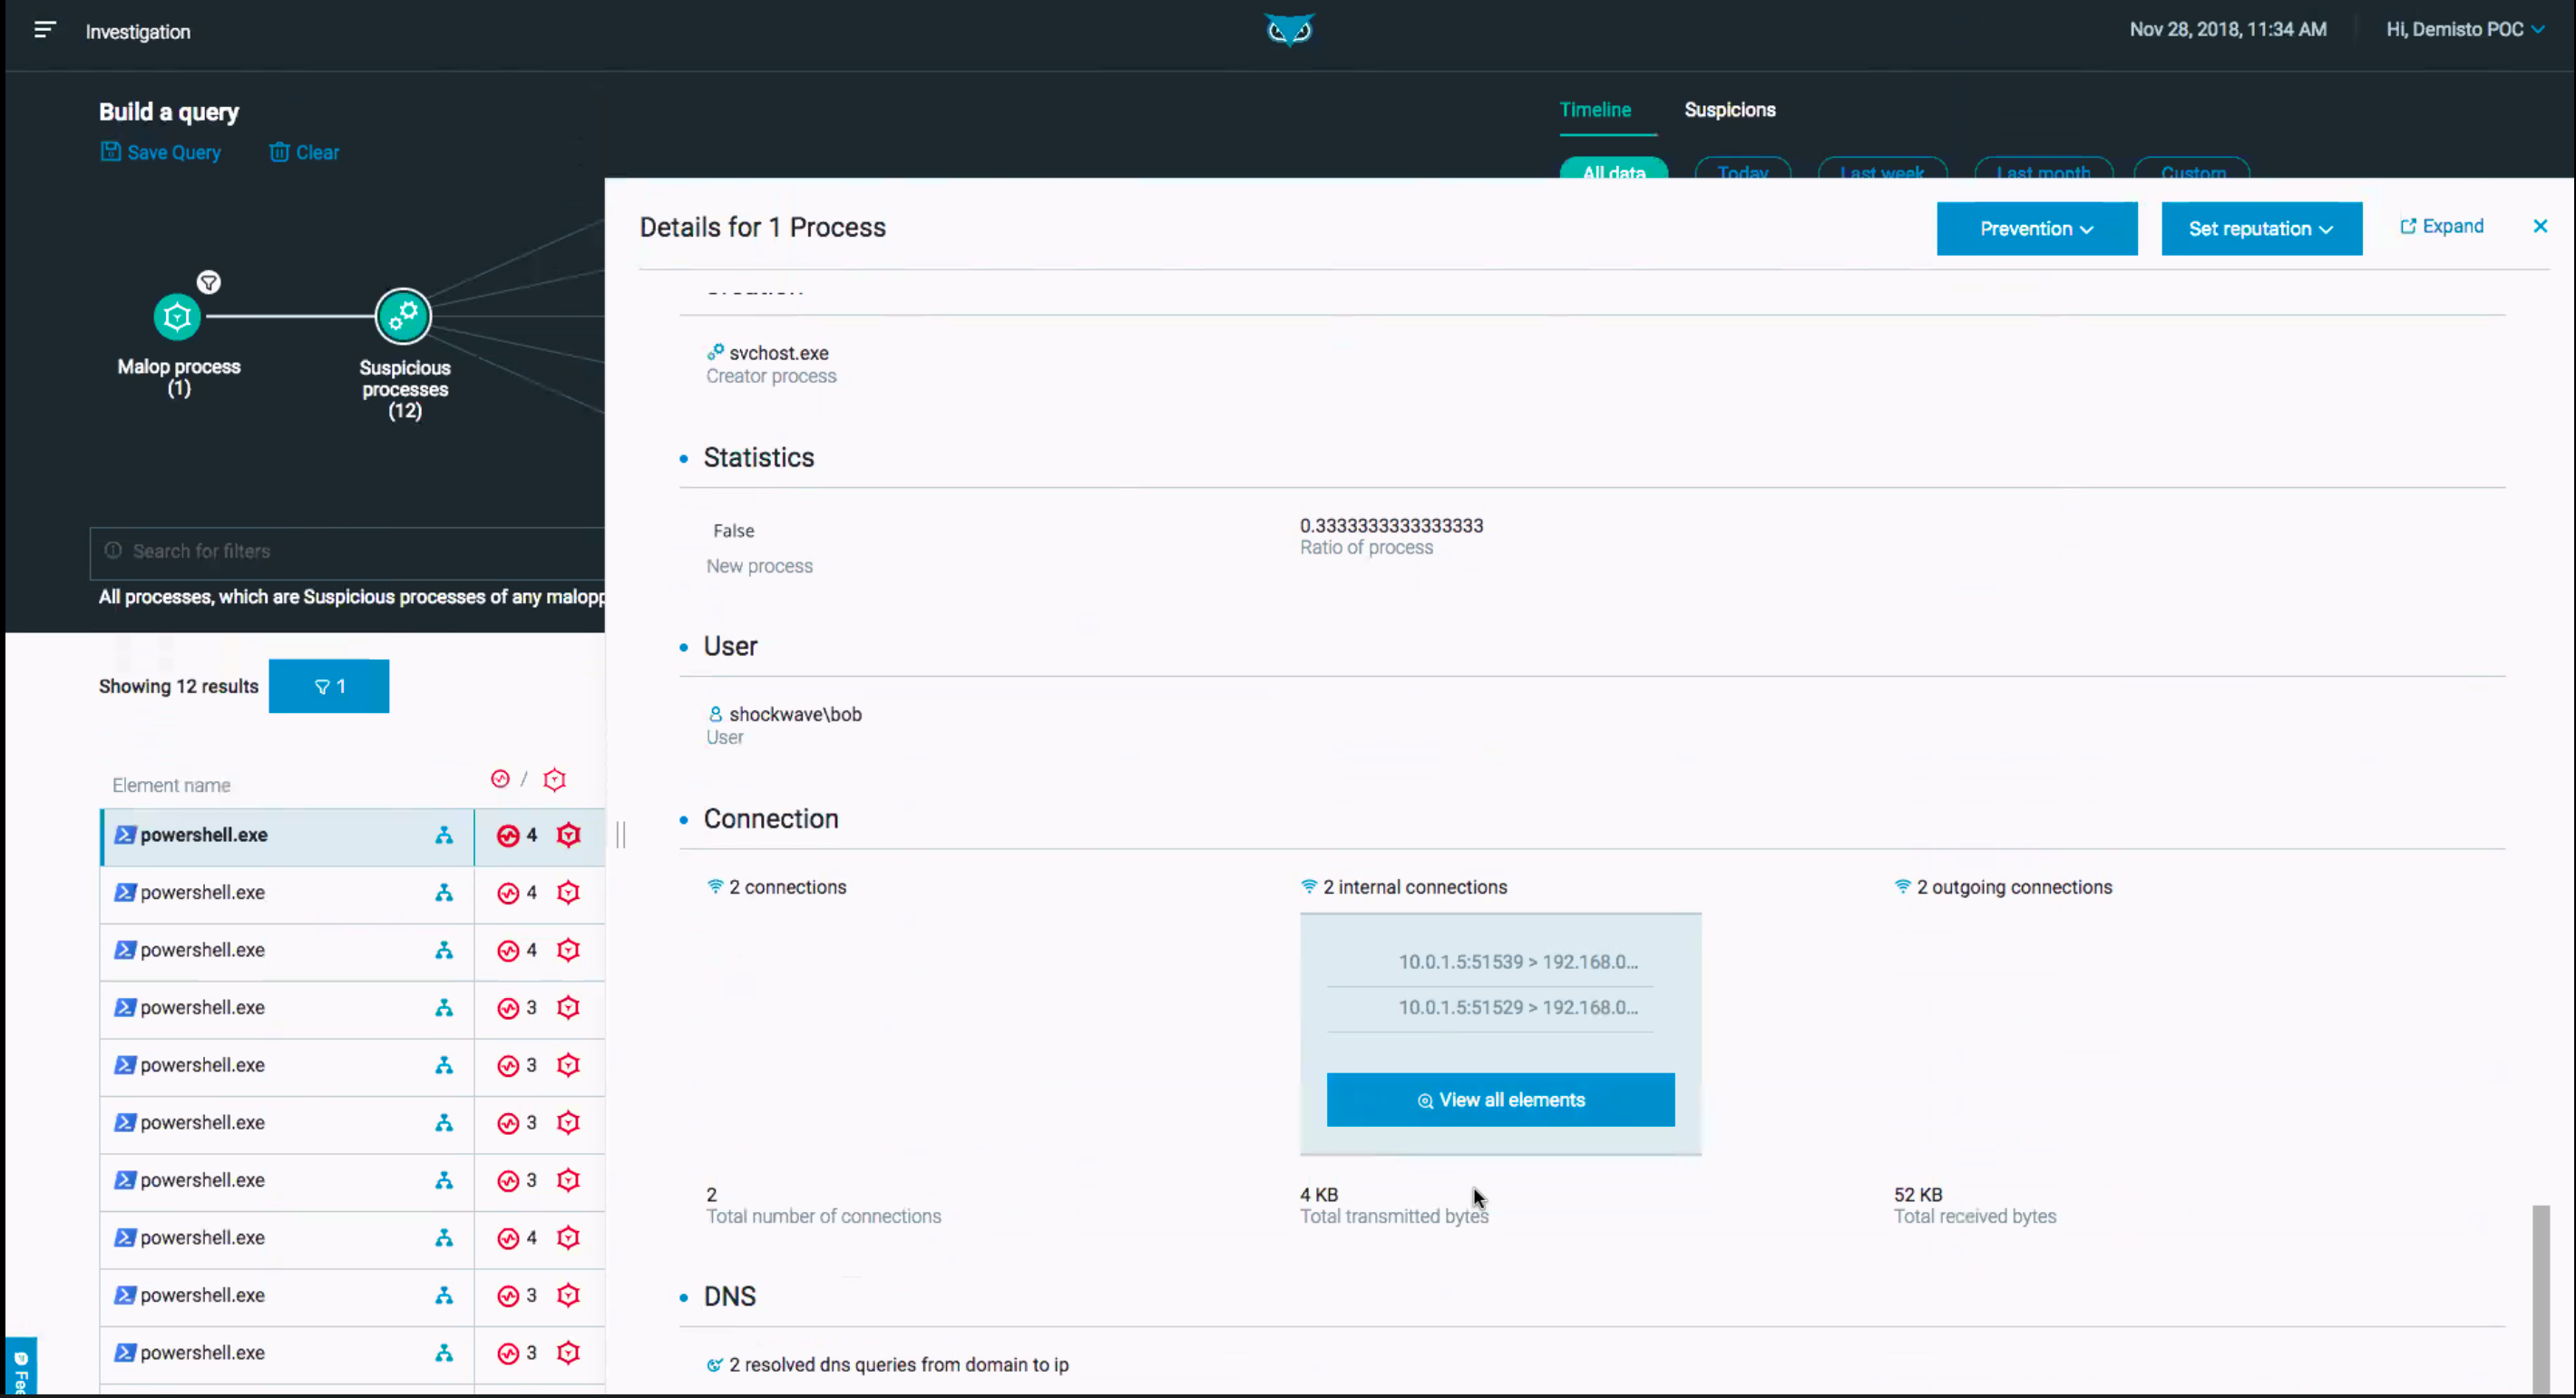 Investigation
Nov 28, 2018, 11:34 AM
Hi, Demisto POC
Build a query
Save Query
Clear
Timeline
Suspicions
All data
Today
Last week
Last month
Custom
Malop process
(1)
Suspicious
processes
(12)
Search for filters
All processes, which are Suspicious processes of any malopp
Showing 12 results
1
Element name
/
powershell.exe
4
powershell.exe
4
powershell.exe
4
powershell.exe
3
powershell.exe
3
powershell.exe
3
powershell.exe
3
powershell.exe
4
powershell.exe
3
powershell.exe
3
Fee
Details for 1 Process
Prevention
Set reputation
Expand
svchost.exe
Creator process
Statistics
False
New process
0.3333333333333333
Ratio of process
User
shockwave\bob
User
Connection
2 connections
2 internal connections
2 outgoing connections
10.0.1.5:51539 > 192.168.0...
10.0.1.5:51529 > 192.168.0...
View all elements
2
Total number of connections
4 KB
Total transmitted bytes
52 KB
Total received bytes
DNS
2 resolved dns queries from domain to ip